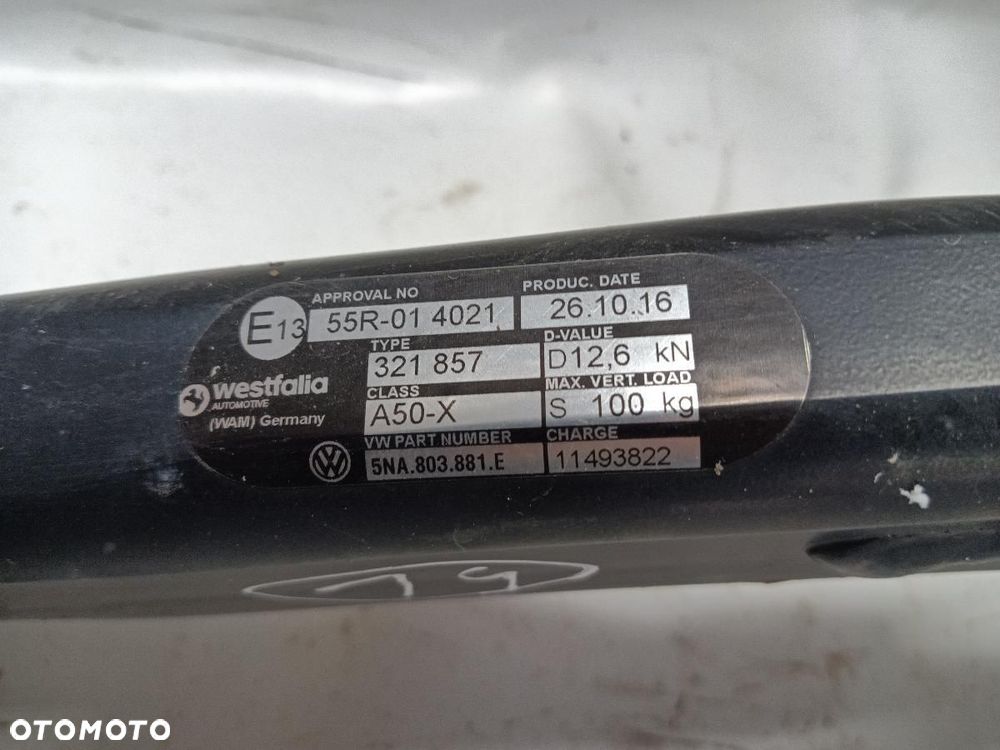 APPROVAL NO PRODUC. DATE
E13 55R-01 4021 26.10.16
TYPE D-VALUE
321 857 D12,6 kN
westfalia
AUTOMOTIVE
(WAM) Germany
CLASS MAX. VERT. LOAD
A50-X S 100 kg
VW PART NUMBER CHARGE
5NA.803.881.E 11493822
OTOMOTO